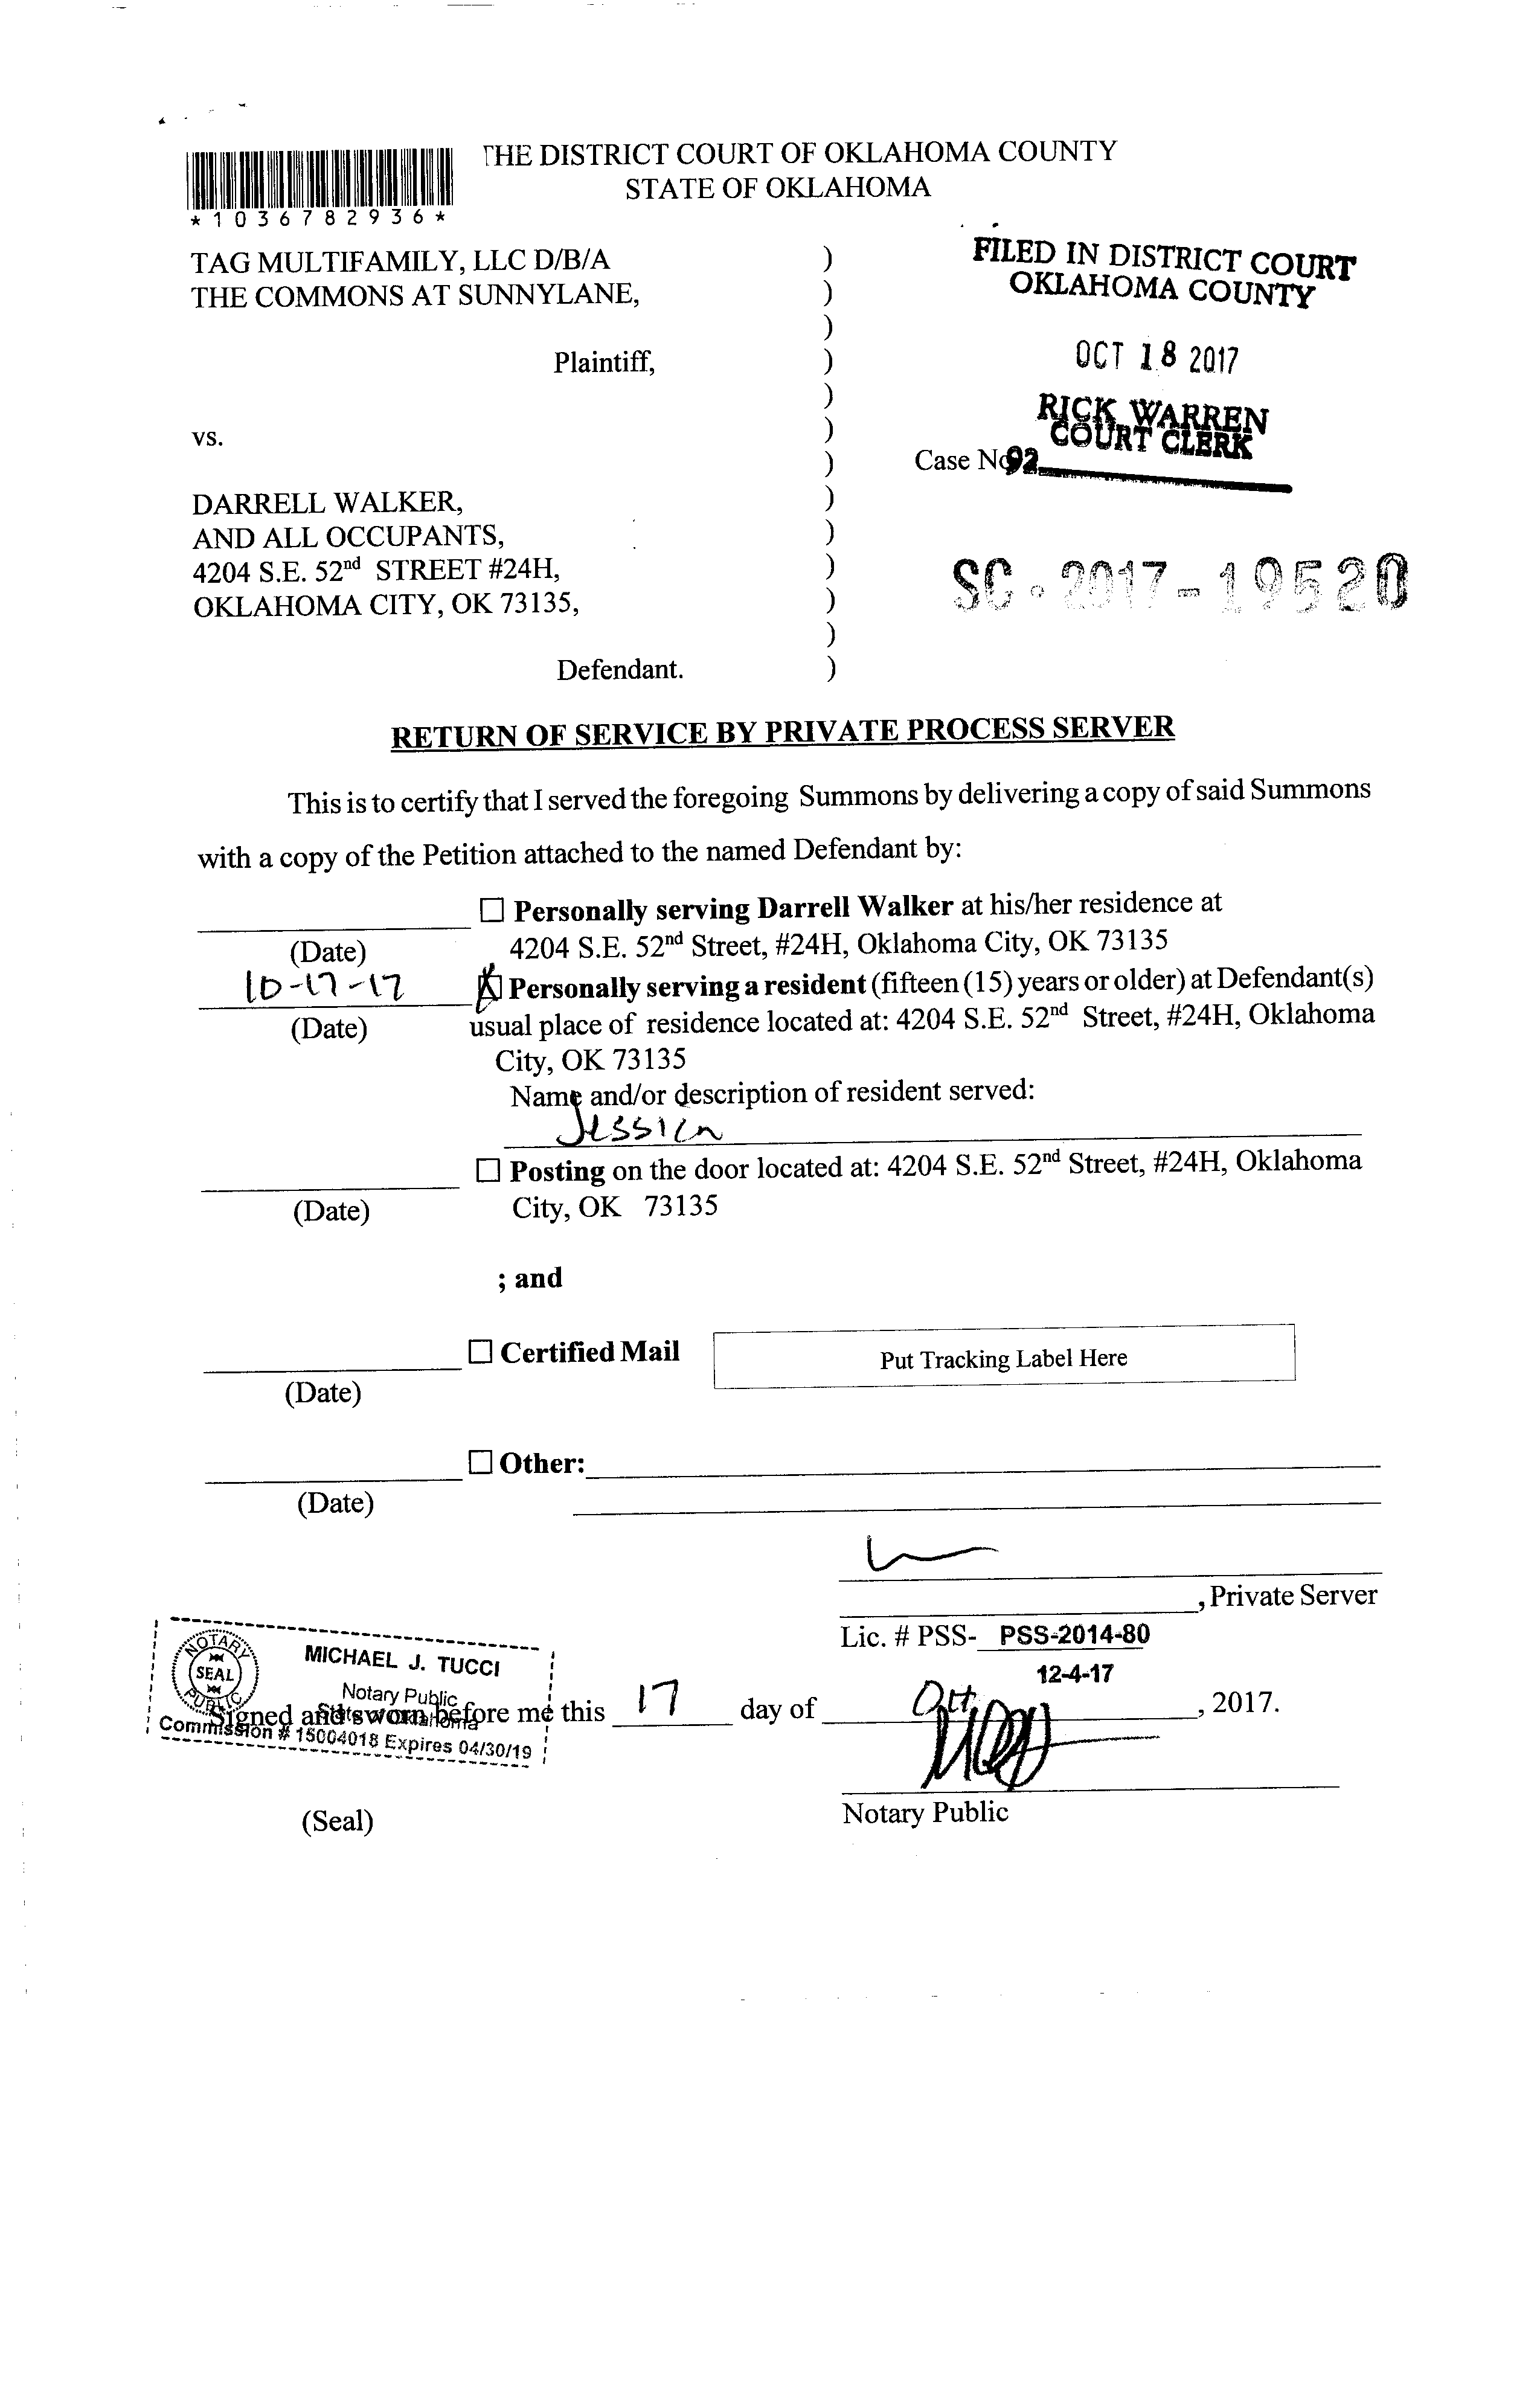 THE DISTRICT COURT OF OKLAHOMA COUNTY
STATE OF OKLAHOMA
*1036782936*
TAG MULTIFAMILY, LLC D/B/A )
THE COMMONS AT SUNNYLANE, )
)
Plaintiff, )
)
vs. )
)
DARRELL WALKER, )
AND ALL OCCUPANTS, )
4204 S.E. 52nd STREET #24H, )
OKLAHOMA CITY, OK 73135, )
)
Defendant. )
FILED IN DISTRICT COURT
OKLAHOMA COUNTY
OCT 18 2017
RICK WARREN
COURT CLERK
Case No
92
SC-2017-19520
RETURN OF SERVICE BY PRIVATE PROCESS SERVER
This is to certify that I served the foregoing Summons by delivering a copy of said Summons
with a copy of the Petition attached to the named Defendant by:
☐ Personally serving Darrell Walker at his/her residence at
(Date) 4204 S.E. 52nd Street, #24H, Oklahoma City, OK 73135
10-17-17 ☒ Personally serving a resident (fifteen (15) years or older) at Defendant(s)
(Date) usual place of residence located at: 4204 S.E. 52nd Street, #24H, Oklahoma
City, OK 73135
Name and/or description of resident served:
Jessica
☐ Posting on the door located at: 4204 S.E. 52nd Street, #24H, Oklahoma
(Date) City, OK 73135
; and
☐ Certified Mail Put Tracking Label Here
(Date)
☐ Other:
(Date)
, Private Server
Lic. # PSS- PSS-2014-80
12-4-17
Signed and sworn before me this 17 day of Oct, 2017.
NOTARY PUBLIC
SEAL
MICHAEL J. TUCCI
Notary Public
State of Oklahoma
Commission # 15004018 Expires 04/30/19
(Seal)
Notary Public